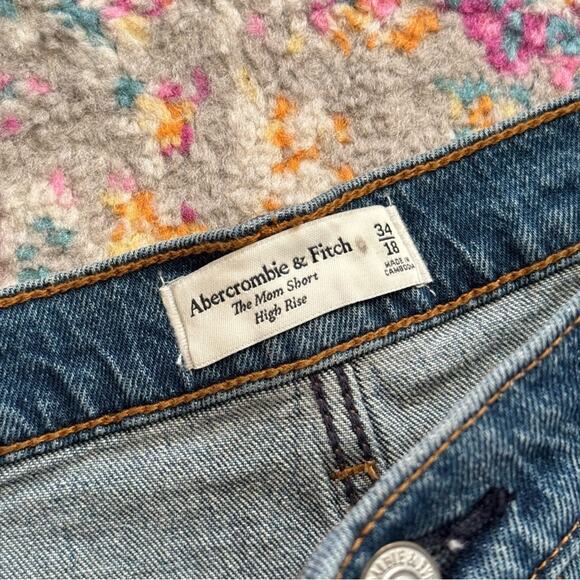 Abercrombie & Fitch
The Mom Short
High Rise
34
18
MADE IN
CAMBODIA